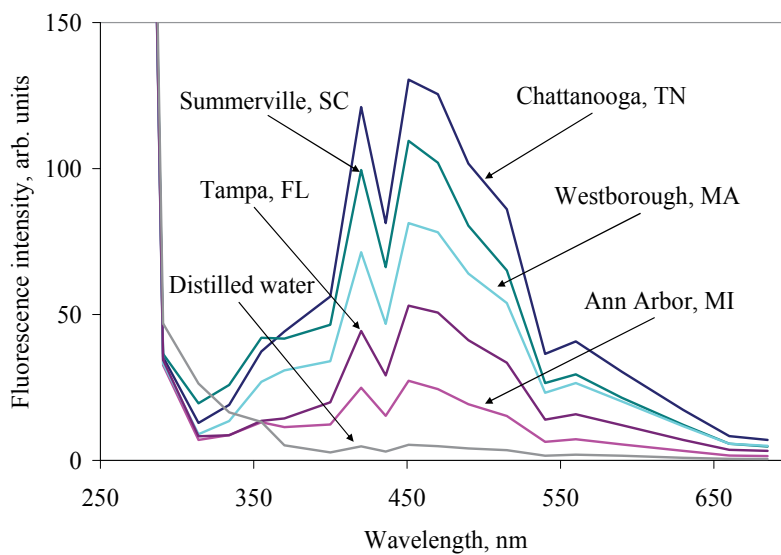 150
100
50
0
250
350
450
550
650
Fluorescence intensity, arb. units
Wavelength, nm
Summerville, SC
Chattanooga, TN
Tampa, FL
Westborough, MA
Distilled water
Ann Arbor, MI